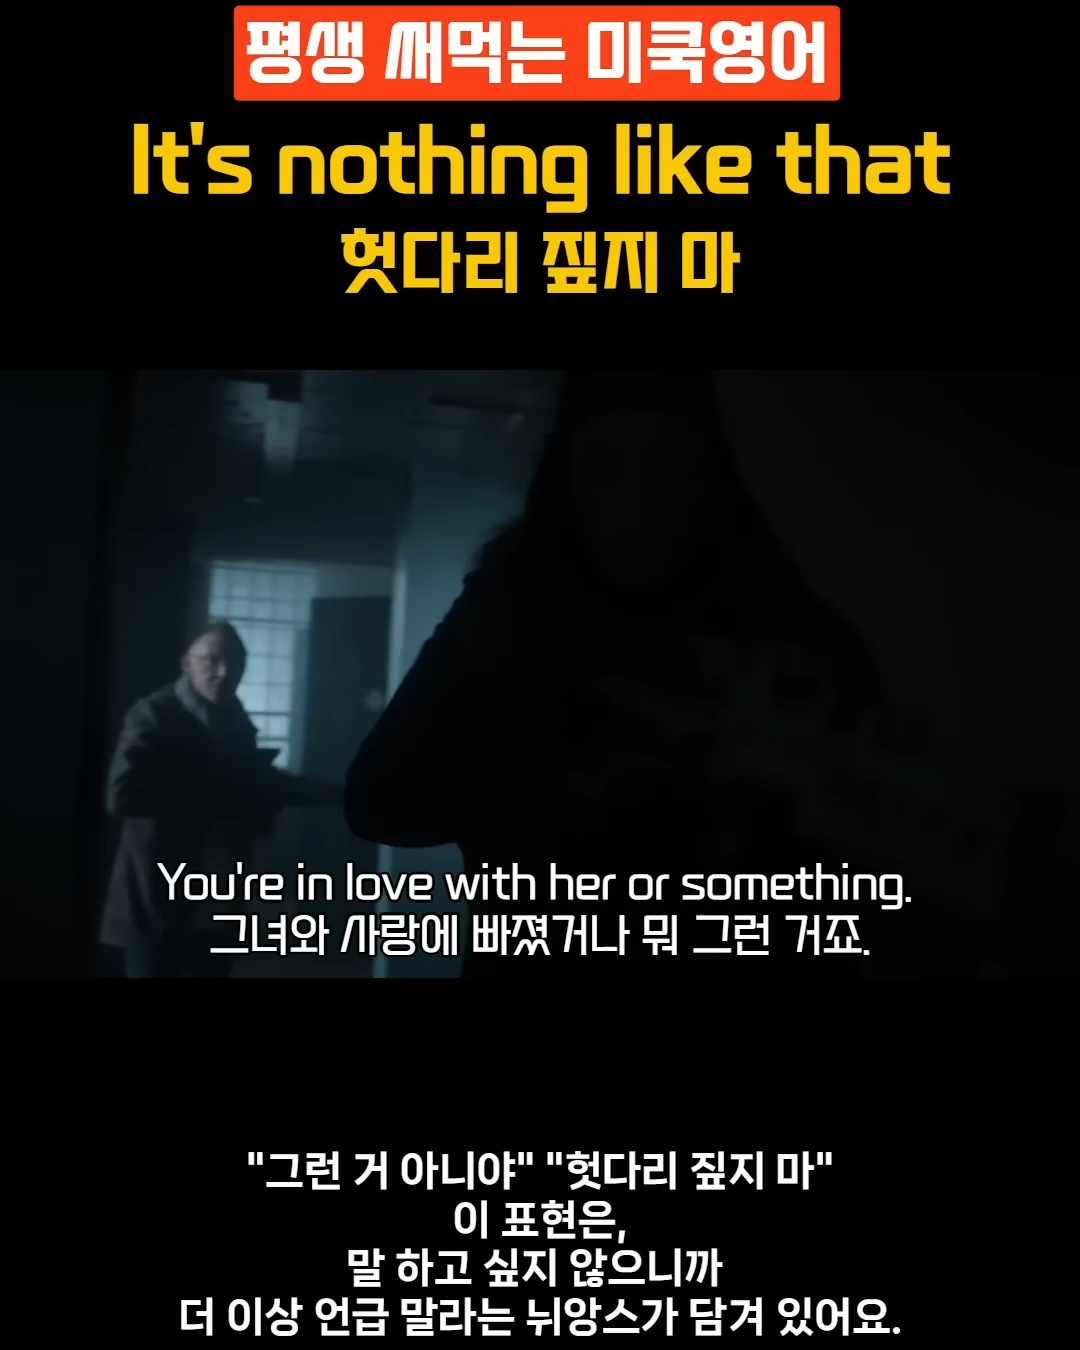 평생 써먹는 미쿡영어
It's nothing like that
헛다리 짚지 마
You're in love with her or something.
그녀와 사랑에 빠졌거나 뭐 그런 거죠.
"그런 거 아니야" "헛다리 짚지 마"
이 표현은,
말 하고 싶지 않으니까
더 이상 언급 말라는 뉘앙스가 담겨 있어요.